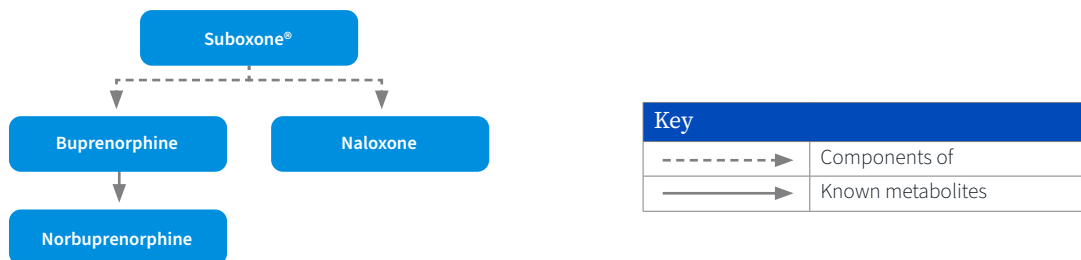 Suboxone®
Buprenorphine
Naloxone
Norbuprenorphine
Key
Components of
Known metabolites